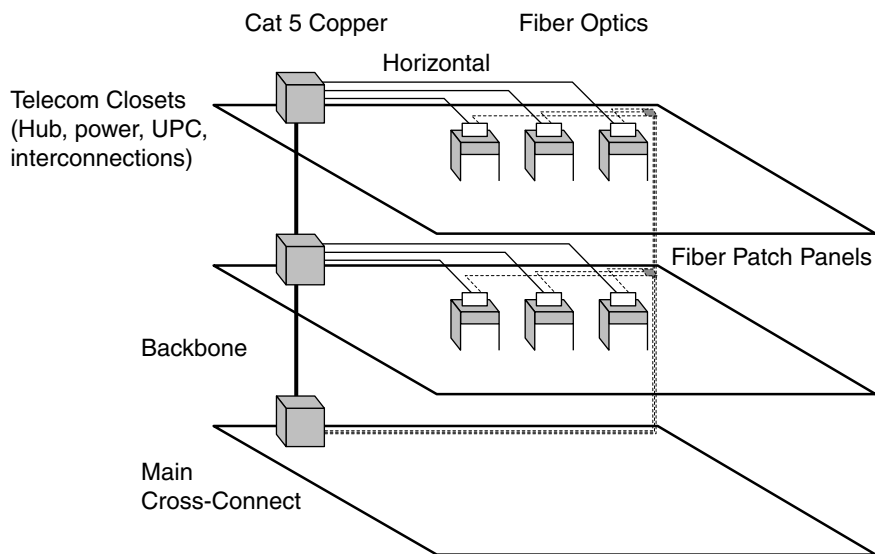 Cat 5 Copper
Fiber Optics
Horizontal
Telecom Closets
(Hub, power, UPC,
interconnections)
Fiber Patch Panels
Backbone
Main
Cross-Connect